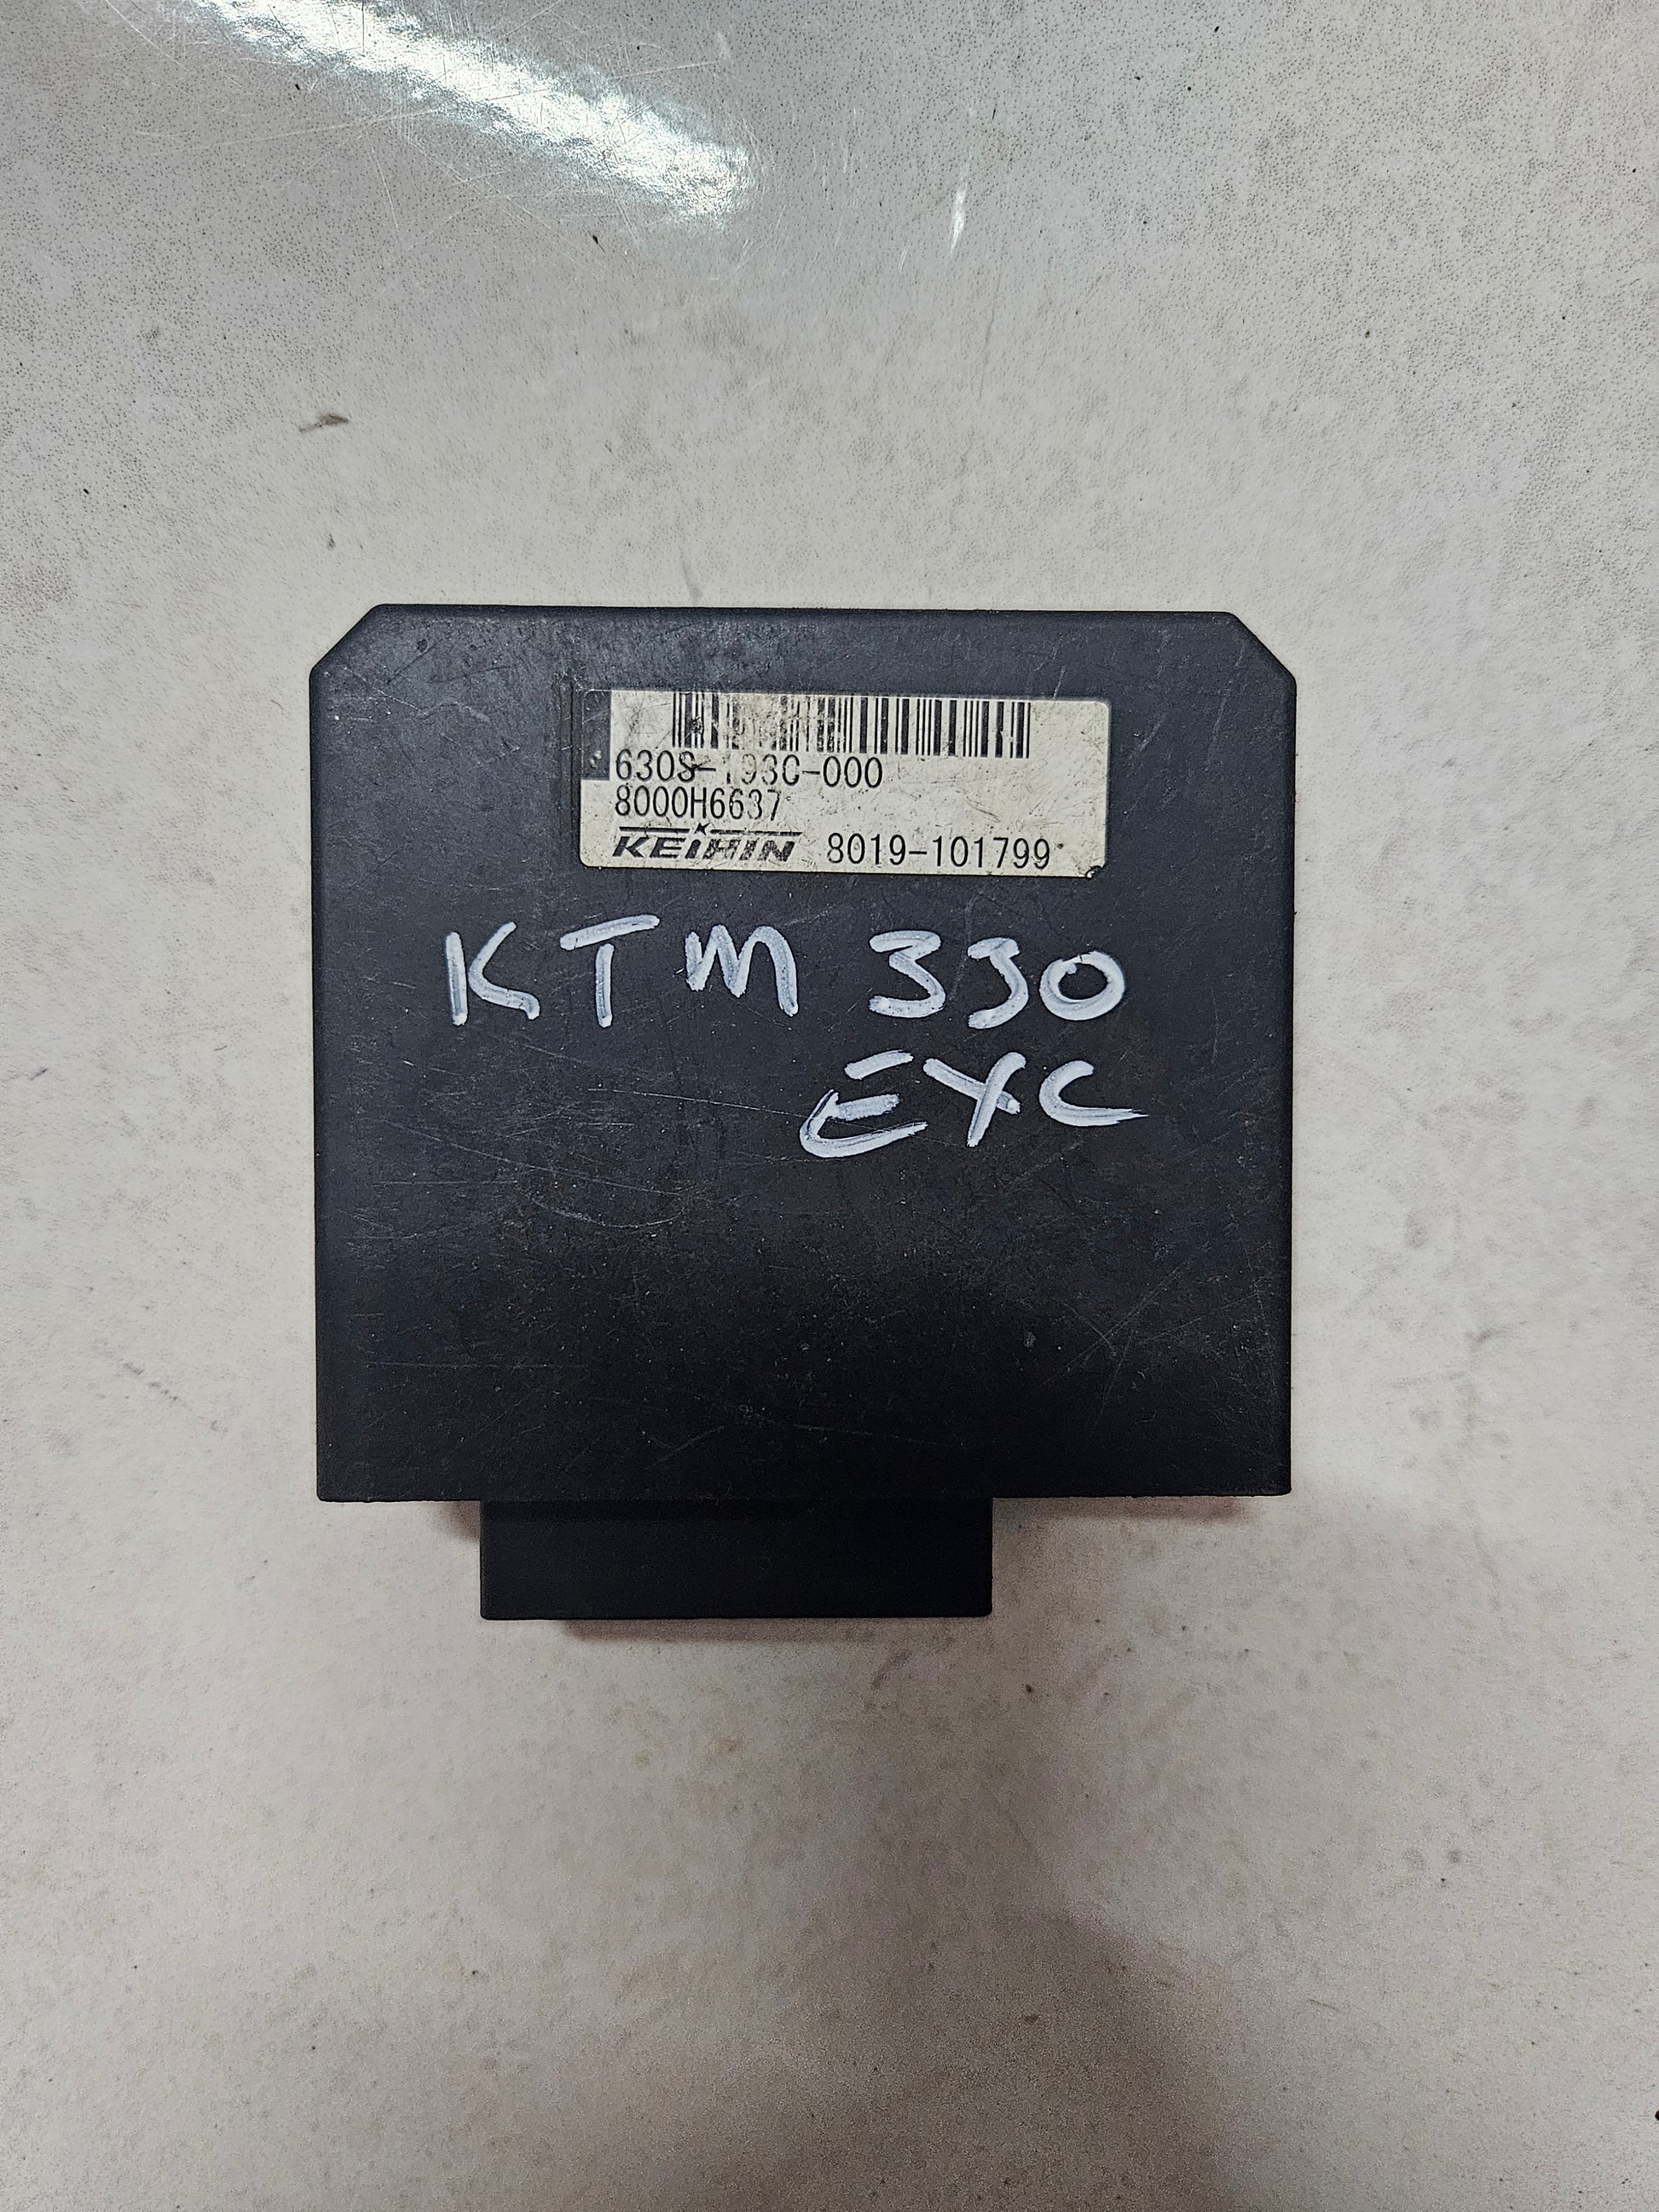 630S-193C-000
8000H6637
KEIHIN 8019-101799
KTM 330
EXC